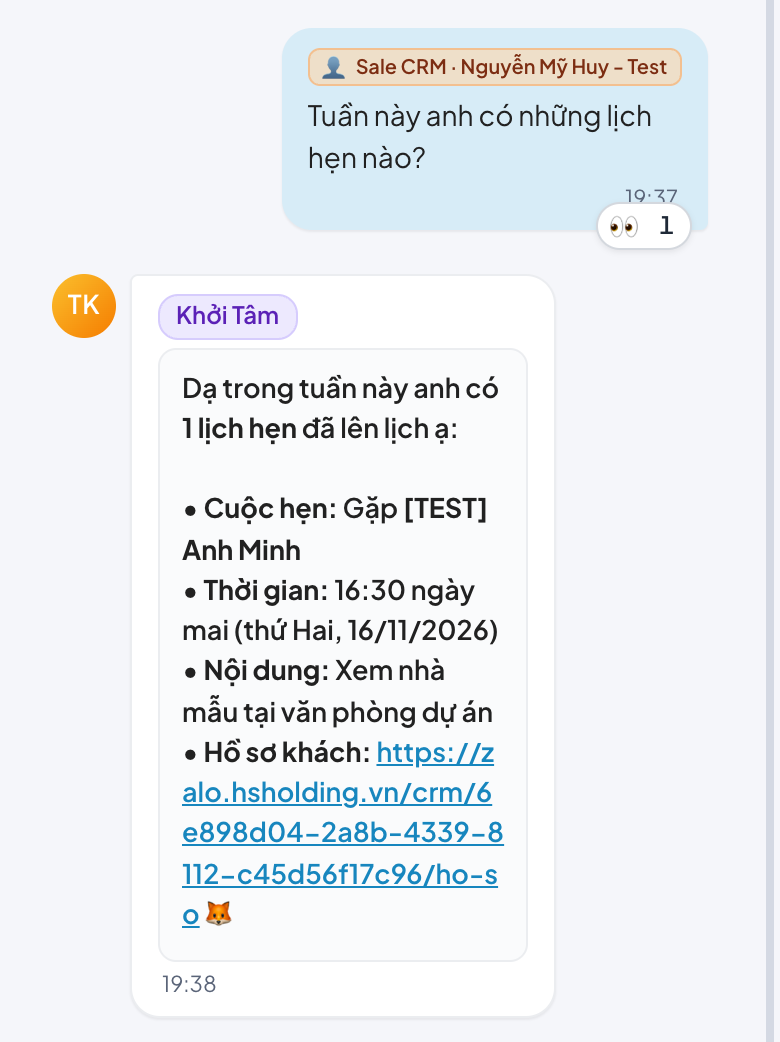 Sale CRM · Nguyễn Mỹ Huy - Test
Tuần này anh có những lịch
hẹn nào?
19:37
👀 1
TK
Khởi Tâm
Dạ trong tuần này anh có
1 lịch hẹn đã lên lịch ạ:
• Cuộc hẹn: Gặp [TEST]
Anh Minh
• Thời gian: 16:30 ngày
mai (thứ Hai, 16/11/2026)
• Nội dung: Xem nhà
mẫu tại văn phòng dự án
• Hồ sơ khách: https://z
alo.hsholding.vn/crm/6
e898d04-2a8b-4339-8
112-c45d56f17c96/ho-s
o 🦊
19:38